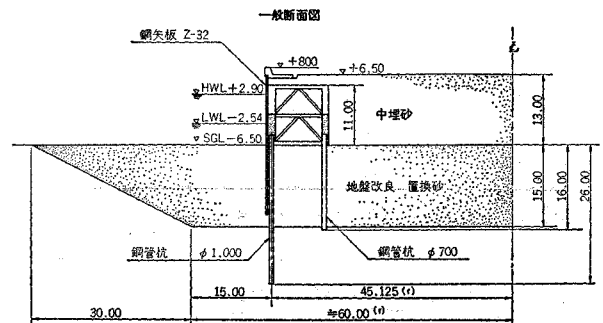 一般断面図
鋼矢板 Z-32
+800
+6.50
HWL+2.90
LWL-2.54
SGL-6.50
11.00
中埋砂
13.00
地盤改良 置換砂
15.00
16.00
26.00
鋼管杭 φ1,000
鋼管杭 φ700
15.00
45.125(r)
30.00
≒60.00(r)